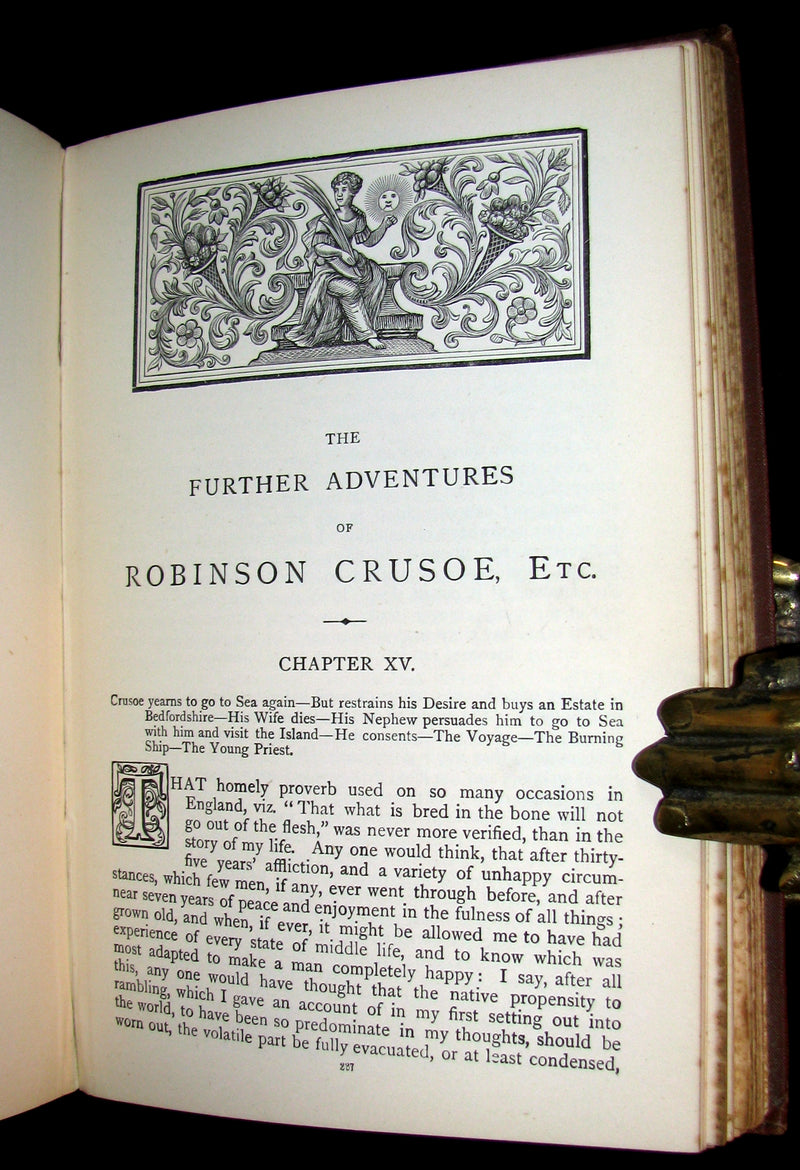 THE
FURTHER ADVENTURES
OF
ROBINSON CRUSOE, ETC.
CHAPTER XV.
Crusoe yearns to go to Sea again—But restrains his Desire and buys an Estate in
Bedfordshire—His Wife dies—His Nephew persuades him to go to Sea
with him and visit the Island—He consents—The Voyage—The Burning
Ship—The Young Priest.
THAT homely proverb used on so many occasions in
England, viz. “That what is bred in the bone will not
go out of the flesh,” was never more verified, than in the
story of my life. Any one would think, that after thirty-
five years’ affliction, and a variety of unhappy circum-
stances, which few men, if any, ever went through before, and after
near seven years of peace and enjoyment in the fulness of all things;
grown old, and when, if ever, it might be allowed me to have had
experience of every state of middle life, and to know which was
most adapted to make a man completely happy: I say, after all
this, any one would have thought that the native propensity to
rambling, which I gave an account of in my first setting out into
the world, to have been so predominate in my thoughts, should be
worn out, the volatile part be fully evacuated, or at least condensed,
227